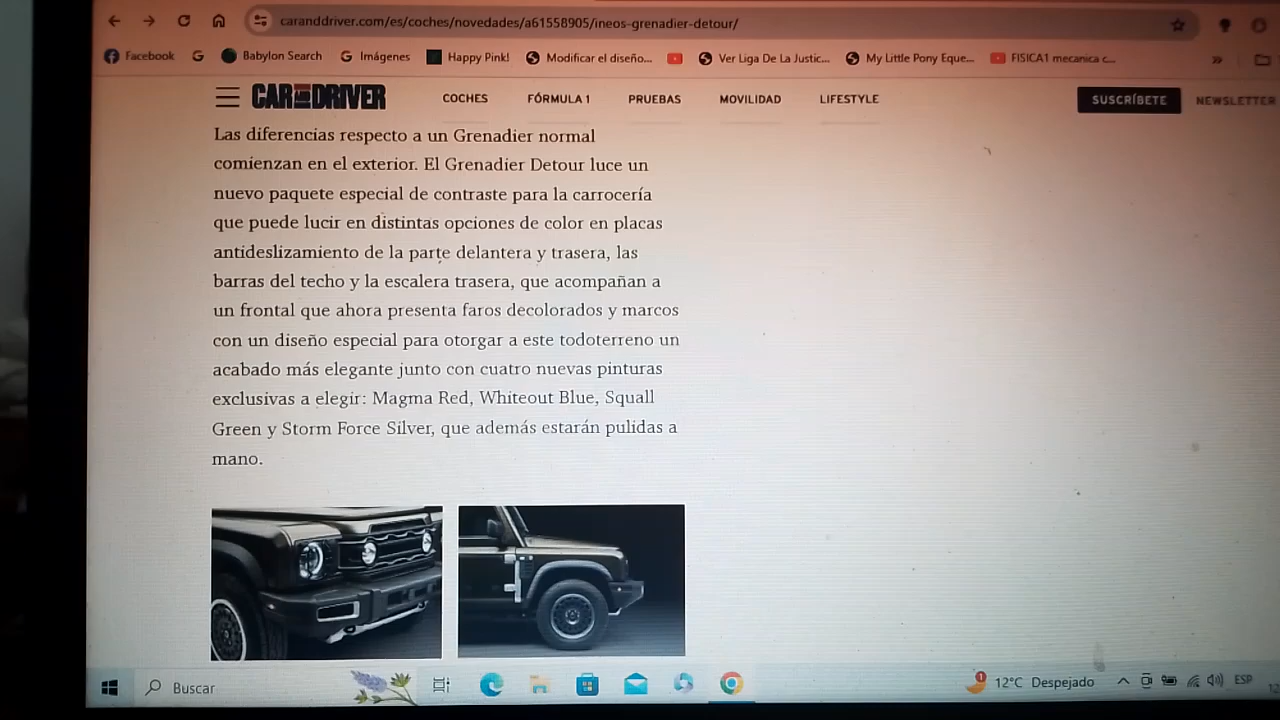 caranddriver.com/es/coches/novedades/a61558905/ineos-grenadier-detour/
Facebook
Babylon Search
Imágenes
Happy Pink!
Modificar el diseño...
Ver Liga De La Justic...
My Little Pony Eque...
FISICA1 mecanica c...
»
CAR AND DRIVER
COCHES
FÓRMULA 1
PRUEBAS
MOVILIDAD
LIFESTYLE
SUSCRÍBETE
NEWSLETTER
Las diferencias respecto a un Grenadier normal
comienzan en el exterior. El Grenadier Detour luce un
nuevo paquete especial de contraste para la carrocería
que puede lucir en distintas opciones de color en placas
antideslizamiento de la parte delantera y trasera, las
barras del techo y la escalera trasera, que acompañan a
un frontal que ahora presenta faros decolorados y marcos
con un diseño especial para otorgar a este todoterreno un
acabado más elegante junto con cuatro nuevas pinturas
exclusivas a elegir: Magma Red, Whiteout Blue, Squall
Green y Storm Force Silver, que además estarán pulidas a
mano.
Buscar
1
12°C Despejado
ESP